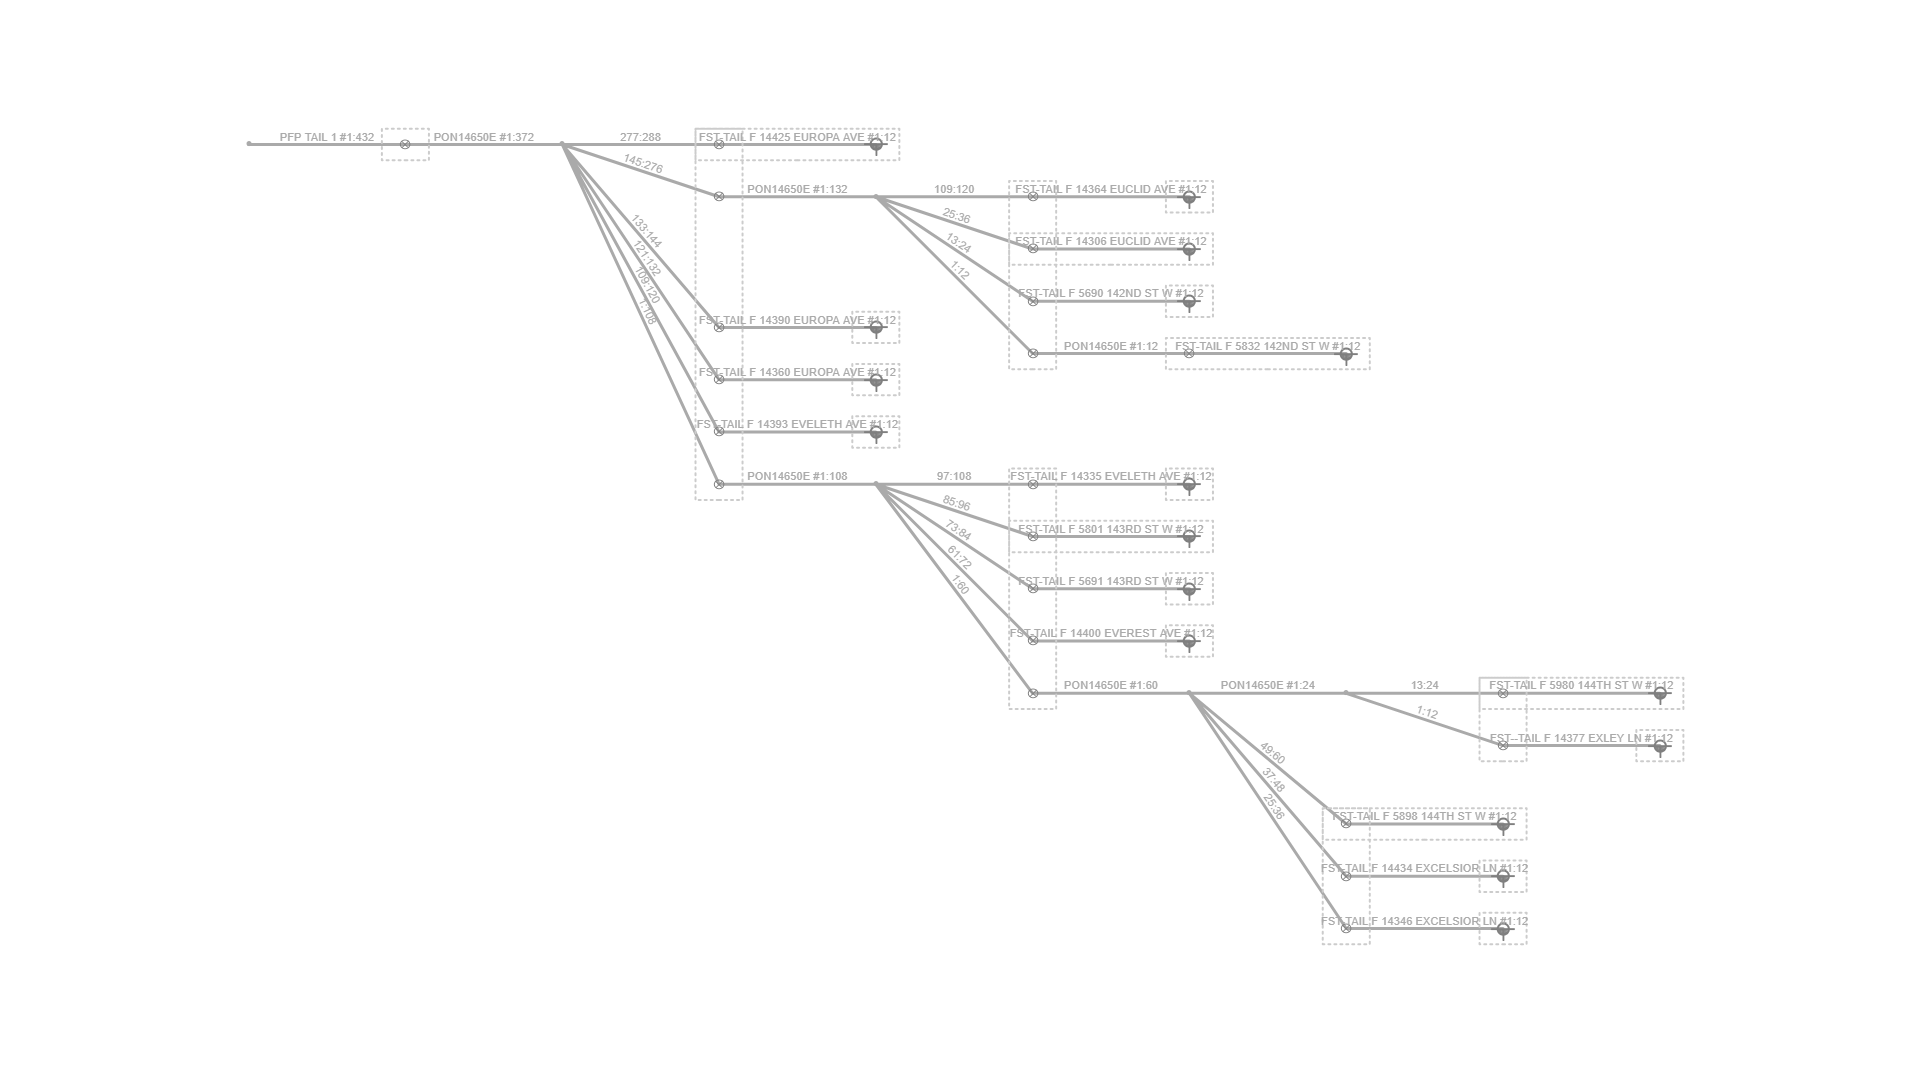 PFP TAIL 1 #1:432
PON14650E #1:372
277:288
FST-TAIL F 14425 EUROPA AVE #1:12
145:276
PON14650E #1:132
109:120
FST-TAIL F 14364 EUCLID AVE #1:12
25:36
FST-TAIL F 14306 EUCLID AVE #1:12
13:24
FST-TAIL F 5690 142ND ST W #1:12
1:12
PON14650E #1:12
FST-TAIL F 5832 142ND ST W #1:12
133:144
FST-TAIL F 14390 EUROPA AVE #1:12
121:132
FST-TAIL F 14360 EUROPA AVE #1:12
109:120
FST-TAIL F 14393 EVELETH AVE #1:12
1:108
PON14650E #1:108
97:108
FST-TAIL F 14335 EVELETH AVE #1:12
85:96
FST-TAIL F 5801 143RD ST W #1:12
73:84
FST-TAIL F 5691 143RD ST W #1:12
61:72
FST-TAIL F 14400 EVEREST AVE #1:12
1:60
PON14650E #1:60
PON14650E #1:24
13:24
FST-TAIL F 5980 144TH ST W #1:12
1:12
FST--TAIL F 14377 EXLEY LN #1:12
49:60
FST-TAIL F 5898 144TH ST W #1:12
37:48
FST-TAIL F 14434 EXCELSIOR LN #1:12
25:36
FST-TAIL F 14346 EXCELSIOR LN #1:12